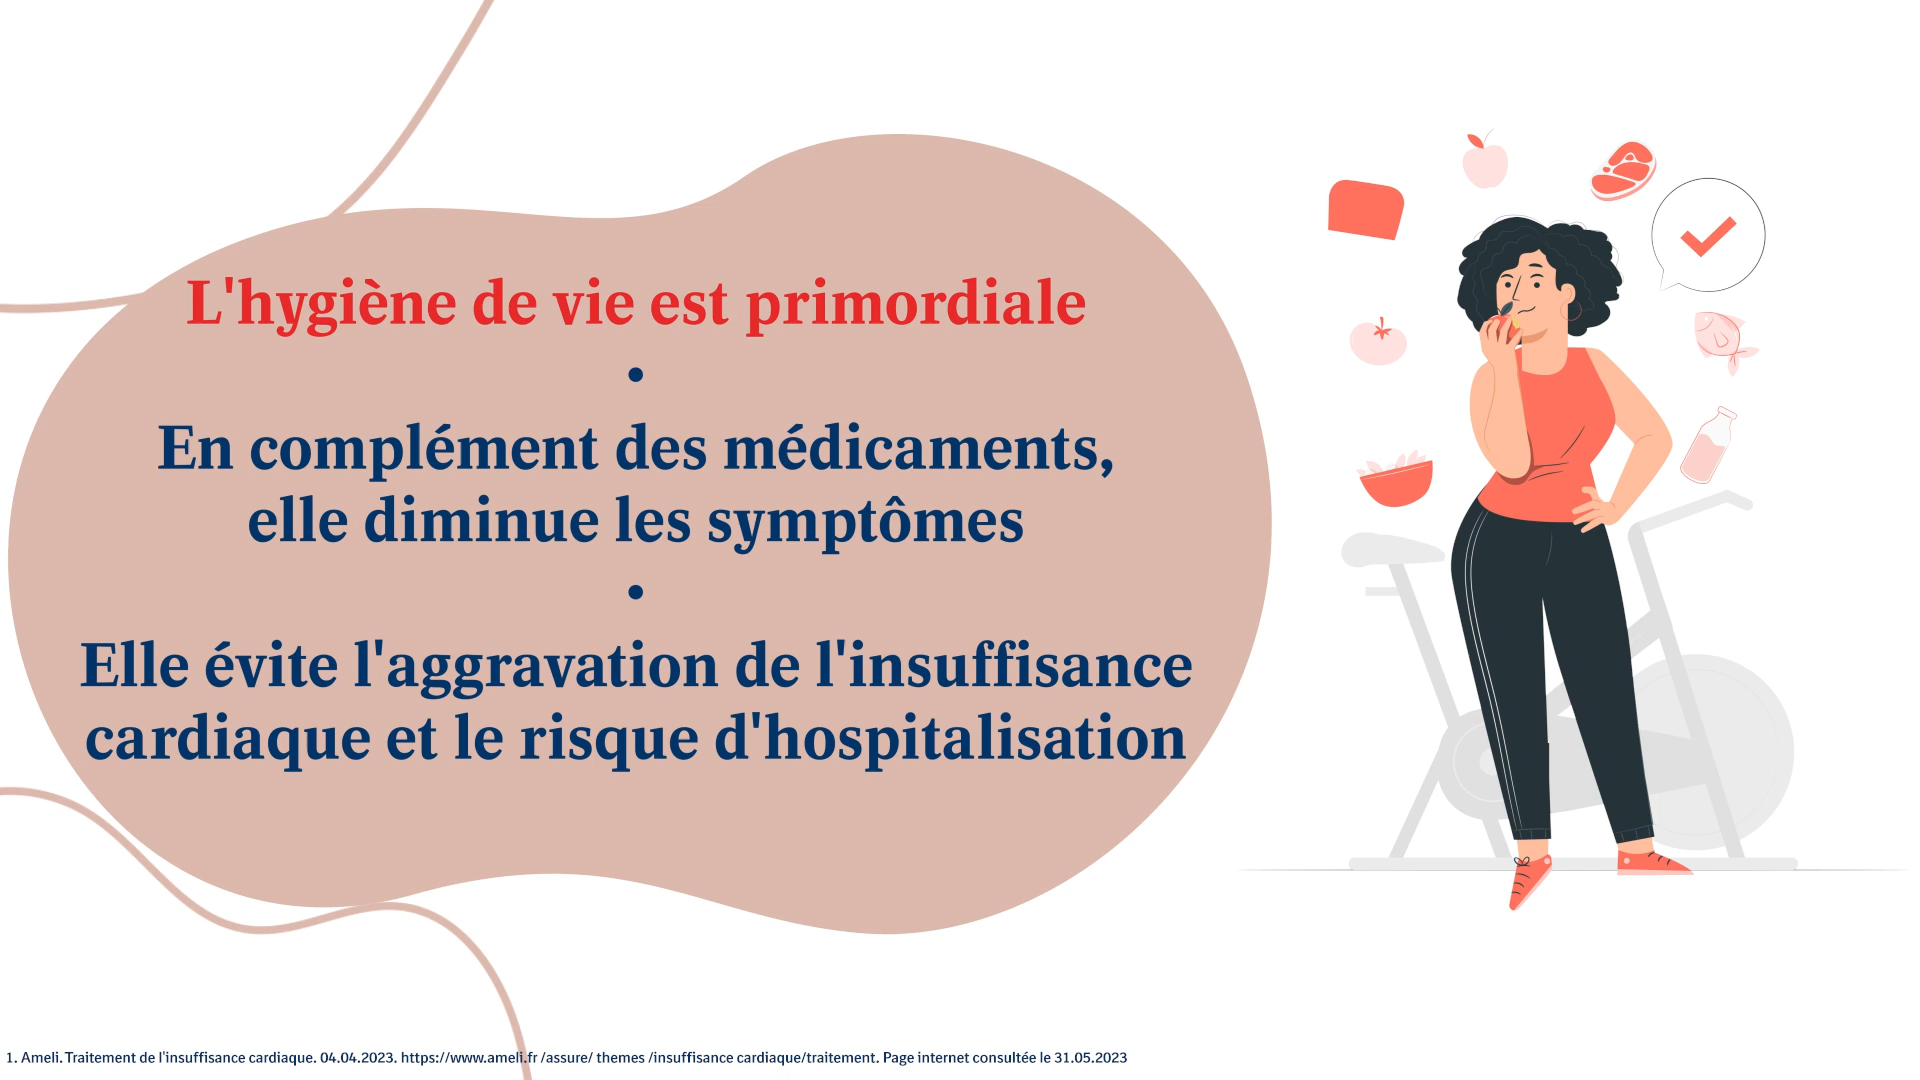 L'hygiène de vie est primordiale
•
En complément des médicaments,
elle diminue les symptômes
•
Elle évite l'aggravation de l'insuffisance
cardiaque et le risque d'hospitalisation
1. Ameli. Traitement de l'insuffisance cardiaque. 04.04.2023. https://www.ameli.fr /assure/ themes /insuffisance cardiaque/traitement. Page internet consultée le 31.05.2023